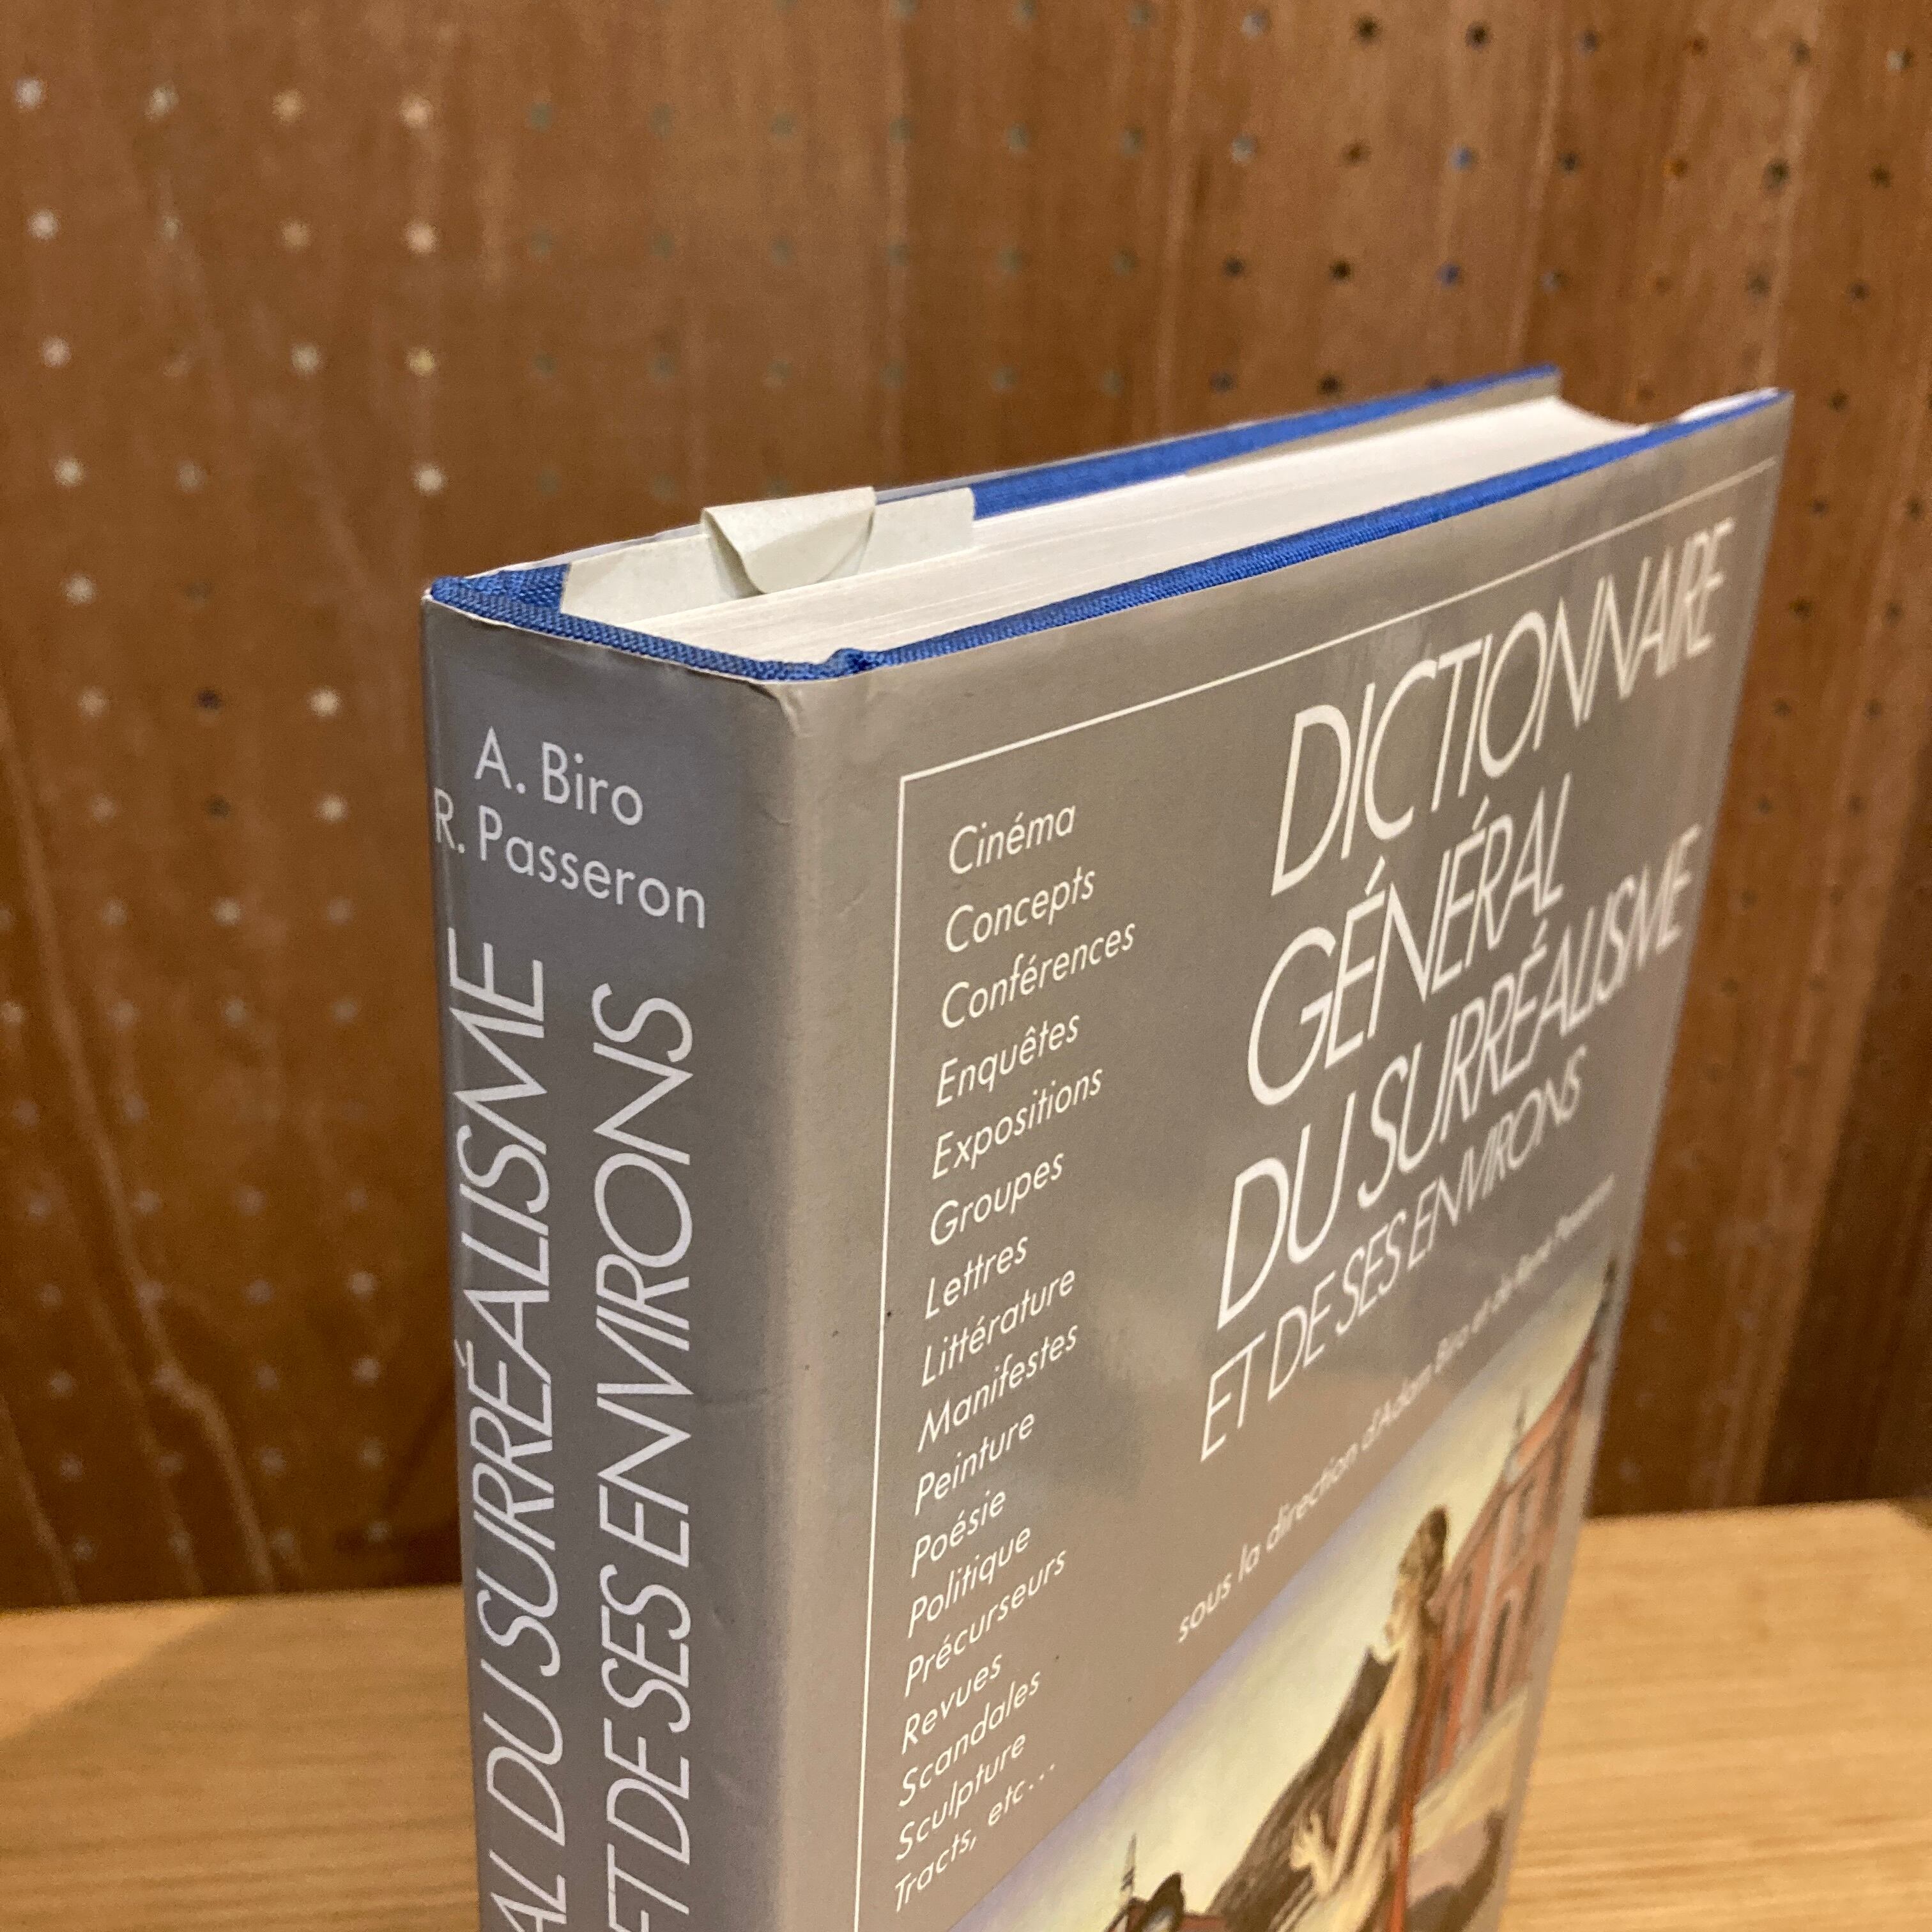 A. Biro
R. Passeron
AL DU SURRÉALISME
ET DE SES ENVIRONS
Cinéma
Concepts
Conférences
Enquêtes
Expositions
Groupes
Lettres
Littérature
Manifestes
Peinture
Poésie
Politique
Précurseurs
Revues
Scandales
Sculpture
Tracts, etc...
DICTIONNAIRE
GÉNÉRAL
DU SURRÉALISME
ET DE SES ENVIRONS
sous la direction d'Adam Biro et de René Passeron